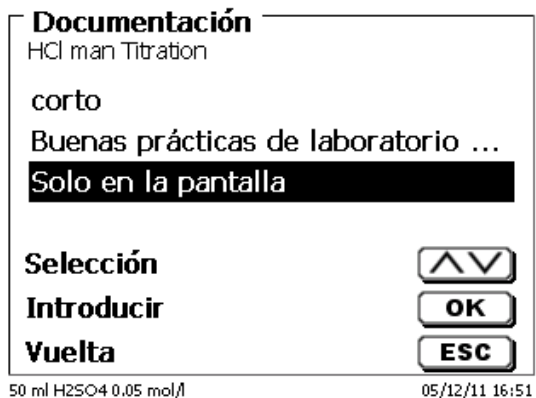 Documentación
HCl man Titration
corto
Buenas prácticas de laboratorio ...
Solo en la pantalla
Selección
Introducir OK
Vuelta ESC
50 ml H2SO4 0.05 mol/l 05/12/11 16:51